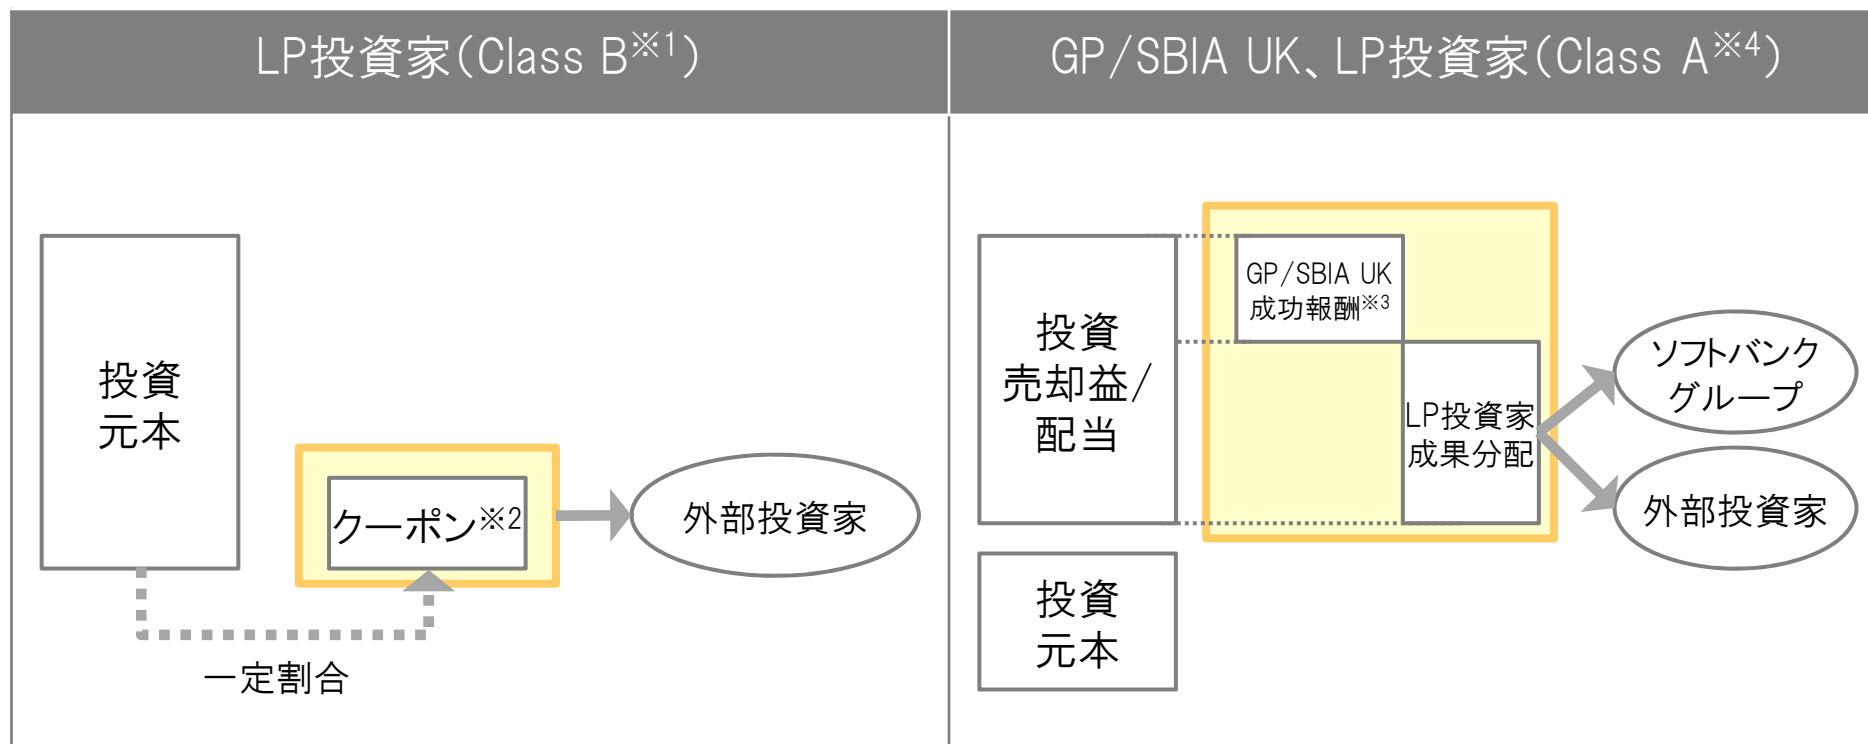 LP投資家(Class B※1)
GP/SBIA UK、LP投資家(Class A※4)
投資
元本
クーポン※2
外部投資家
一定割合
投資
売却益/
配当
GP/SBIA UK
成功報酬※3
LP投資家
成果分配
ソフトバンク
グループ
外部投資家
投資
元本